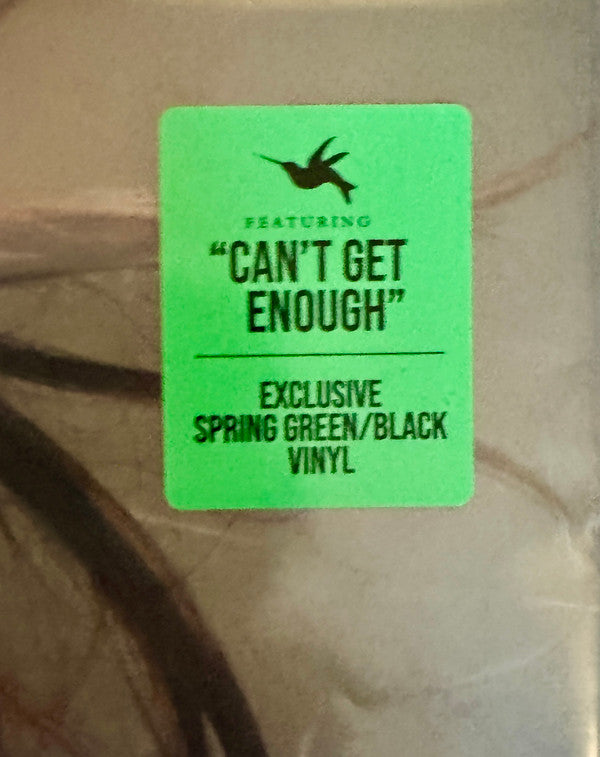 FEATURING
“CAN’T GET
ENOUGH”
EXCLUSIVE
SPRING GREEN/BLACK
VINYL